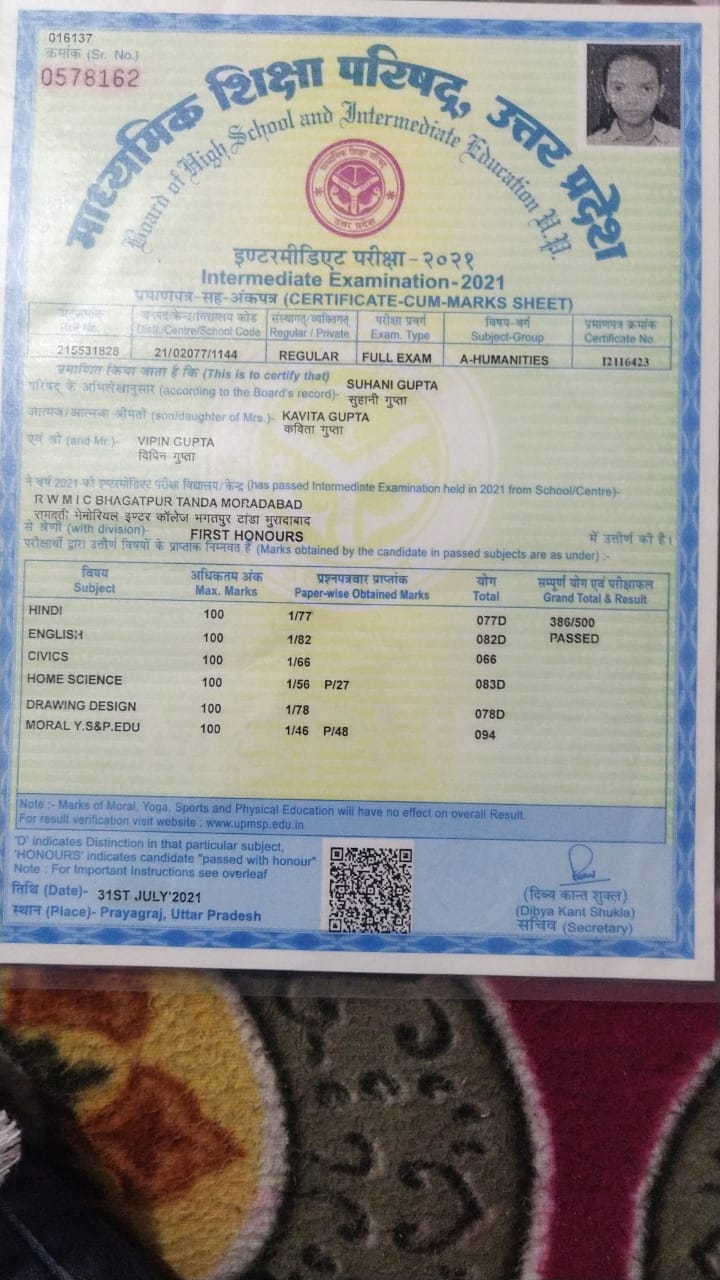 016137
क्रमांक (Sr. No.)
0578162
माध्यमिक शिक्षा परिषद्, उत्तर प्रदेश
Board of High School and Intermediate Education U.P.
माध्यमिक शिक्षा परिषद्
उत्तर प्रदेश
इण्टरमीडिएट परीक्षा-२०२१
Intermediate Examination-2021
प्रमाणपत्र-सह-अंकपत्र (CERTIFICATE-CUM-MARKS SHEET)
अनुक्रमांक जनपद/केन्द्र/विद्यालय कोड संस्थागत/व्यक्तिगत परीक्षा प्रवर्ग विषय-वर्ग प्रमाणपत्र क्रमांक
Roll No. Distt./Centre/School Code Regular / Private Exam. Type Subject-Group Certificate No.
215531828 21/02077/1144 REGULAR FULL EXAM A-HUMANITIES I2116423
प्रमाणित किया जाता है कि (This is to certify that)
परिषद् के अभिलेखानुसार (according to the Board's record)- SUHANI GUPTA
सुहानी गुप्ता
आत्मज/आत्मजा श्रीमती (son/daughter of Mrs.)- KAVITA GUPTA
कविता गुप्ता
एवं श्री (and Mr.)- VIPIN GUPTA
विपिन गुप्ता
ने वर्ष 2021 की इण्टरमीडिएट परीक्षा विद्यालय/केन्द्र (has passed Intermediate Examination held in 2021 from School/Centre)-
R W M I C BHAGATPUR TANDA MORADABAD
रामवती मेमोरियल इण्टर कॉलेज भगतपुर टांडा मुरादाबाद
से श्रेणी (with division)- FIRST HONOURS में उत्तीर्ण की है।
परीक्षार्थी द्वारा उत्तीर्ण विषयों के प्राप्तांक निम्नवत हैं (Marks obtained by the candidate in passed subjects are as under) :-
विषय अधिकतम अंक प्रश्नपत्रवार प्राप्तांक योग सम्पूर्ण योग एवं परीक्षाफल
Subject Max. Marks Paper-wise Obtained Marks Total Grand Total & Result
HINDI 100 1/77 077D 386/500
ENGLISH 100 1/82 082D PASSED
CIVICS 100 1/66 066
HOME SCIENCE 100 1/56 P/27 083D
DRAWING DESIGN 100 1/78 078D
MORAL Y.S&P.EDU 100 1/46 P/48 094
Note :- Marks of Moral, Yoga, Sports and Physical Education will have no effect on overall Result.
For result verification visit website : www.upmsp.edu.in
'D' indicates Distinction in that particular subject,
'HONOURS' indicates candidate "passed with honour"
Note : For Important Instructions see overleaf
तिथि (Date)- 31ST JULY'2021
स्थान (Place)- Prayagraj, Uttar Pradesh
(दिब्य कान्त शुक्ल)
(Dibya Kant Shukla)
सचिव (Secretary)